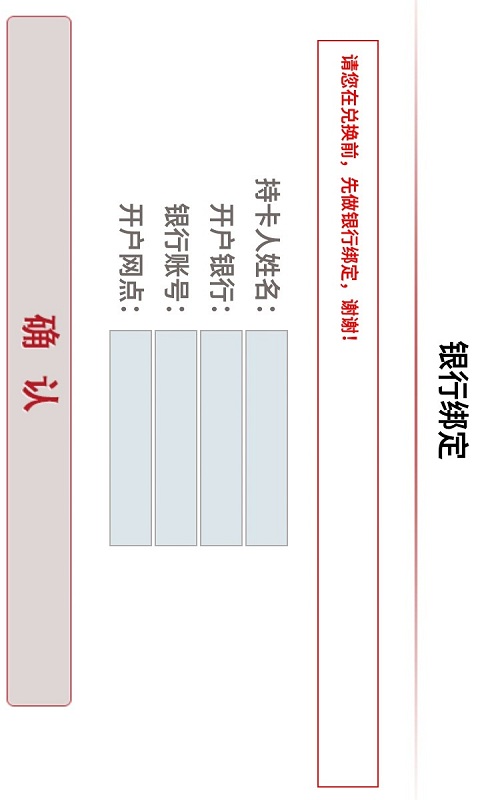 银行绑定
请您在兑换前，先做银行绑定，谢谢！
持卡人姓名：
开户银行：
银行账号：
开户网点：
确 认